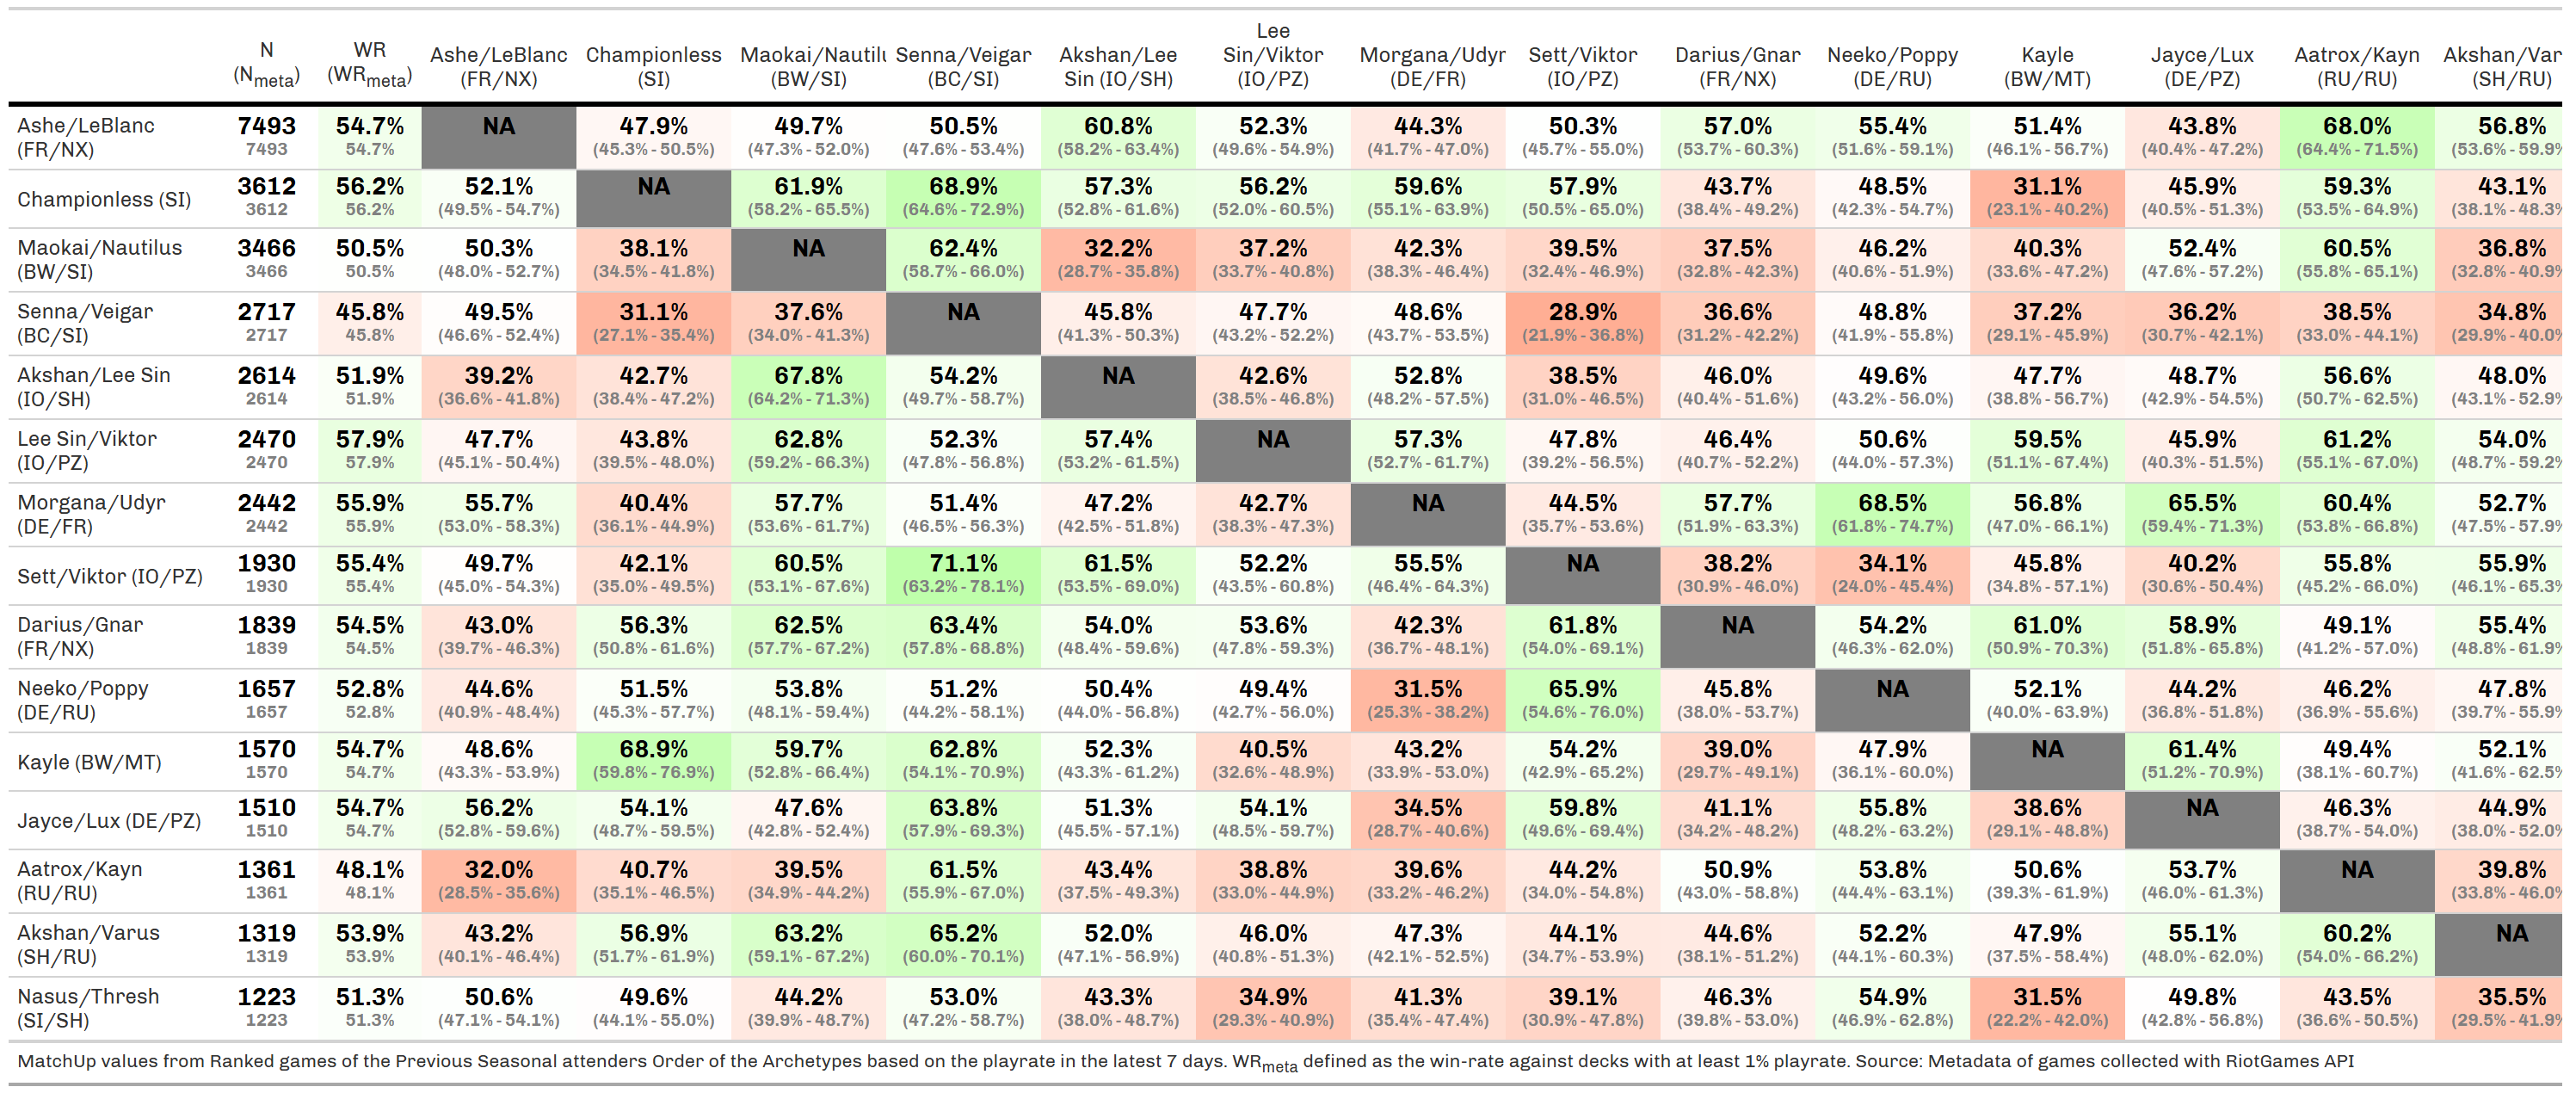 N (Nmeta) WR (WRmeta) Ashe/LeBlanc (FR/NX) Championless (SI) Maokai/Nautilu (BW/SI) Senna/Veigar (BC/SI) Akshan/Lee Sin (IO/SH) Lee Sin/Viktor (IO/PZ) Morgana/Udyr (DE/FR) Sett/Viktor (IO/PZ) Darius/Gnar (FR/NX) Neeko/Poppy (DE/RU) Kayle (BW/MT) Jayce/Lux (DE/PZ) Aatrox/Kayn (RU/RU) Akshan/Var (SH/RU)
Ashe/LeBlanc 7493 54.7% NA 47.9% 49.7% 50.5% 60.8% 52.3% 44.3% 50.3% 57.0% 55.4% 51.4% 43.8% 68.0% 56.8%
(FR/NX) 7493 54.7% (45.3% - 50.5%) (47.3% - 52.0%) (47.6% - 53.4%) (58.2% - 63.4%) (49.6% - 54.9%) (41.7% - 47.0%) (45.7% - 55.0%) (53.7% - 60.3%) (51.6% - 59.1%) (46.1% - 56.7%) (40.4% - 47.2%) (64.4% - 71.5%) (53.6% - 59.9%
Championless (SI) 3612 56.2% 52.1% NA 61.9% 68.9% 57.3% 56.2% 59.6% 57.9% 43.7% 48.5% 31.1% 45.9% 59.3% 43.1%
3612 56.2% (49.5% - 54.7%) (58.2% - 65.5%) (64.6% - 72.9%) (52.8% - 61.6%) (52.0% - 60.5%) (55.1% - 63.9%) (50.5% - 65.0%) (38.4% - 49.2%) (42.3% - 54.7%) (23.1% - 40.2%) (40.5% - 51.3%) (53.5% - 64.9%) (38.1% - 48.3%
Maokai/Nautilus 3466 50.5% 50.3% 38.1% NA 62.4% 32.2% 37.2% 42.3% 39.5% 37.5% 46.2% 40.3% 52.4% 60.5% 36.8%
(BW/SI) 3466 50.5% (48.0% - 52.7%) (34.5% - 41.8%) (58.7% - 66.0%) (28.7% - 35.8%) (33.7% - 40.8%) (38.3% - 46.4%) (32.4% - 46.9%) (32.8% - 42.3%) (40.6% - 51.9%) (33.6% - 47.2%) (47.6% - 57.2%) (55.8% - 65.1%) (32.8% - 40.9%
Senna/Veigar 2717 45.8% 49.5% 31.1% 37.6% NA 45.8% 47.7% 48.6% 28.9% 36.6% 48.8% 37.2% 36.2% 38.5% 34.8%
(BC/SI) 2717 45.8% (46.6% - 52.4%) (27.1% - 35.4%) (34.0% - 41.3%) (41.3% - 50.3%) (43.2% - 52.2%) (43.7% - 53.5%) (21.9% - 36.8%) (31.2% - 42.2%) (41.9% - 55.8%) (29.1% - 45.9%) (30.7% - 42.1%) (33.0% - 44.1%) (29.9% - 40.0%
Akshan/Lee Sin 2614 51.9% 39.2% 42.7% 67.8% 54.2% NA 42.6% 52.8% 38.5% 46.0% 49.6% 47.7% 48.7% 56.6% 48.0%
(IO/SH) 2614 51.9% (36.6% - 41.8%) (38.4% - 47.2%) (64.2% - 71.3%) (49.7% - 58.7%) (38.5% - 46.8%) (48.2% - 57.5%) (31.0% - 46.5%) (40.4% - 51.6%) (43.2% - 56.0%) (38.8% - 56.7%) (42.9% - 54.5%) (50.7% - 62.5%) (43.1% - 52.9%
Lee Sin/Viktor 2470 57.9% 47.7% 43.8% 62.8% 52.3% 57.4% NA 57.3% 47.8% 46.4% 50.6% 59.5% 45.9% 61.2% 54.0%
(IO/PZ) 2470 57.9% (45.1% - 50.4%) (39.5% - 48.0%) (59.2% - 66.3%) (47.8% - 56.8%) (53.2% - 61.5%) (52.7% - 61.7%) (39.2% - 56.5%) (40.7% - 52.2%) (44.0% - 57.3%) (51.1% - 67.4%) (40.3% - 51.5%) (55.1% - 67.0%) (48.7% - 59.2%
Morgana/Udyr 2442 55.9% 55.7% 40.4% 57.7% 51.4% 47.2% 42.7% NA 44.5% 57.7% 68.5% 56.8% 65.5% 60.4% 52.7%
(DE/FR) 2442 55.9% (53.0% - 58.3%) (36.1% - 44.9%) (53.6% - 61.7%) (46.5% - 56.3%) (42.5% - 51.8%) (38.3% - 47.3%) (35.7% - 53.6%) (51.9% - 63.3%) (61.8% - 74.7%) (47.0% - 66.1%) (59.4% - 71.3%) (53.8% - 66.8%) (47.5% - 57.9%
Sett/Viktor (IO/PZ) 1930 55.4% 49.7% 42.1% 60.5% 71.1% 61.5% 52.2% 55.5% NA 38.2% 34.1% 45.8% 40.2% 55.8% 55.9%
1930 55.4% (45.0% - 54.3%) (35.0% - 49.5%) (53.1% - 67.6%) (63.2% - 78.1%) (53.5% - 69.0%) (43.5% - 60.8%) (46.4% - 64.3%) (30.9% - 46.0%) (24.0% - 45.4%) (34.8% - 57.1%) (30.6% - 50.4%) (45.2% - 66.0%) (46.1% - 65.3%
Darius/Gnar 1839 54.5% 43.0% 56.3% 62.5% 63.4% 54.0% 53.6% 42.3% 61.8% NA 54.2% 61.0% 58.9% 49.1% 55.4%
(FR/NX) 1839 54.5% (39.7% - 46.3%) (50.8% - 61.6%) (57.7% - 67.2%) (57.8% - 68.8%) (48.4% - 59.6%) (47.8% - 59.3%) (36.7% - 48.1%) (54.0% - 69.1%) (46.3% - 62.0%) (50.9% - 70.3%) (51.8% - 65.8%) (41.2% - 57.0%) (48.8% - 61.9%
Neeko/Poppy 1657 52.8% 44.6% 51.5% 53.8% 51.2% 50.4% 49.4% 31.5% 65.9% 45.8% NA 52.1% 44.2% 46.2% 47.8%
(DE/RU) 1657 52.8% (40.9% - 48.4%) (45.3% - 57.7%) (48.1% - 59.4%) (44.2% - 58.1%) (44.0% - 56.8%) (42.7% - 56.0%) (25.3% - 38.2%) (54.6% - 76.0%) (38.0% - 53.7%) (40.0% - 63.9%) (36.8% - 51.8%) (36.9% - 55.6%) (39.7% - 55.9%
Kayle (BW/MT) 1570 54.7% 48.6% 68.9% 59.7% 62.8% 52.3% 40.5% 43.2% 54.2% 39.0% 47.9% NA 61.4% 49.4% 52.1%
1570 54.7% (43.3% - 53.9%) (59.8% - 76.9%) (52.8% - 66.4%) (54.1% - 70.9%) (43.3% - 61.2%) (32.6% - 48.9%) (33.9% - 53.0%) (42.9% - 65.2%) (29.7% - 49.1%) (36.1% - 60.0%) (51.2% - 70.9%) (38.1% - 60.7%) (41.6% - 62.5%
Jayce/Lux (DE/PZ) 1510 54.7% 56.2% 54.1% 47.6% 63.8% 51.3% 54.1% 34.5% 59.8% 41.1% 55.8% 38.6% NA 46.3% 44.9%
1510 54.7% (52.8% - 59.6%) (48.7% - 59.5%) (42.8% - 52.4%) (57.9% - 69.3%) (45.5% - 57.1%) (48.5% - 59.7%) (28.7% - 40.6%) (49.6% - 69.4%) (34.2% - 48.2%) (48.2% - 63.2%) (29.1% - 48.8%) (38.7% - 54.0%) (38.0% - 52.0%
Aatrox/Kayn 1361 48.1% 32.0% 40.7% 39.5% 61.5% 43.4% 38.8% 39.6% 44.2% 50.9% 53.8% 50.6% 53.7% NA 39.8%
(RU/RU) 1361 48.1% (28.5% - 35.6%) (35.1% - 46.5%) (34.9% - 44.2%) (55.9% - 67.0%) (37.5% - 49.3%) (33.0% - 44.9%) (33.2% - 46.2%) (34.0% - 54.8%) (43.0% - 58.8%) (44.4% - 63.1%) (39.3% - 61.9%) (46.0% - 61.3%) (33.8% - 46.0%
Akshan/Varus 1319 53.9% 43.2% 56.9% 63.2% 65.2% 52.0% 46.0% 47.3% 44.1% 44.6% 52.2% 47.9% 55.1% 60.2% NA
(SH/RU) 1319 53.9% (40.1% - 46.4%) (51.7% - 61.9%) (59.1% - 67.2%) (60.0% - 70.1%) (47.1% - 56.9%) (40.8% - 51.3%) (42.1% - 52.5%) (34.7% - 53.9%) (38.1% - 51.2%) (44.1% - 60.3%) (37.5% - 58.4%) (48.0% - 62.0%) (54.0% - 66.2%)
Nasus/Thresh 1223 51.3% 50.6% 49.6% 44.2% 53.0% 43.3% 34.9% 41.3% 39.1% 46.3% 54.9% 31.5% 49.8% 43.5% 35.5%
(SI/SH) 1223 51.3% (47.1% - 54.1%) (44.1% - 55.0%) (39.9% - 48.7%) (47.2% - 58.7%) (38.0% - 48.7%) (29.3% - 40.9%) (35.4% - 47.4%) (30.9% - 47.8%) (39.8% - 53.0%) (46.9% - 62.8%) (22.2% - 42.0%) (42.8% - 56.8%) (36.6% - 50.5%) (29.5% - 41.9%
MatchUp values from Ranked games of the Previous Seasonal attenders Order of the Archetypes based on the playrate in the latest 7 days. WRmeta defined as the win-rate against decks with at least 1% playrate. Source: Metadata of games collected with RiotGames API